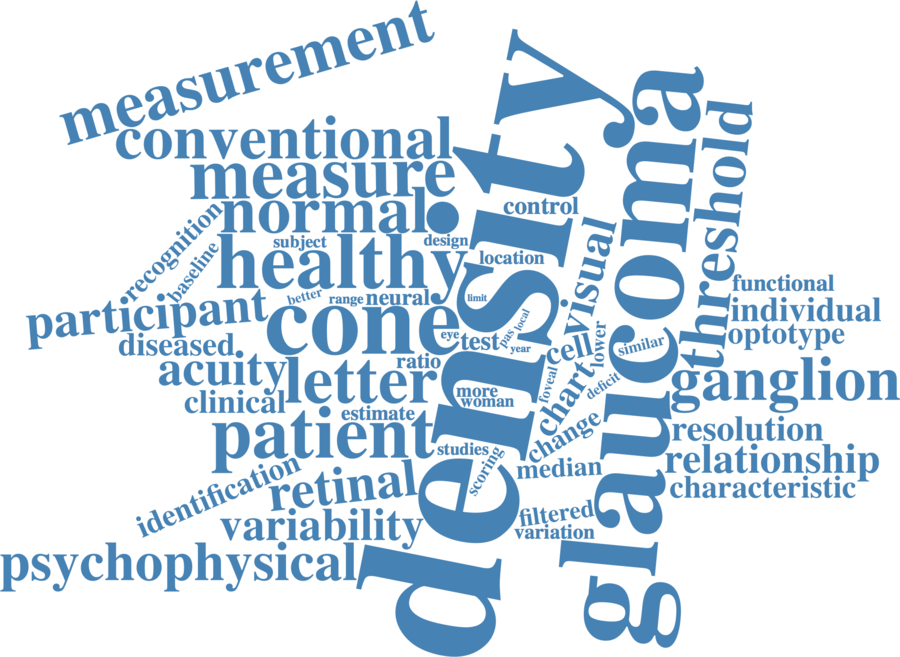 measurement
conventional
measure
normal
recognition
baseline
subject
design
control
healthy
location
participant
better
range
neural
limit
cone
eye
test
pas
local
year
diseased
ratio
acuity
letter
clinical
estimate
more
woman
patient
studies
scoring
identification
retinal
variability
psychophysical
density
visual
cell
lower
similar
foveal
chart
deficit
change
median
filtered
variation
glaucoma
threshold
functional
individual
optotype
ganglion
resolution
relationship
characteristic